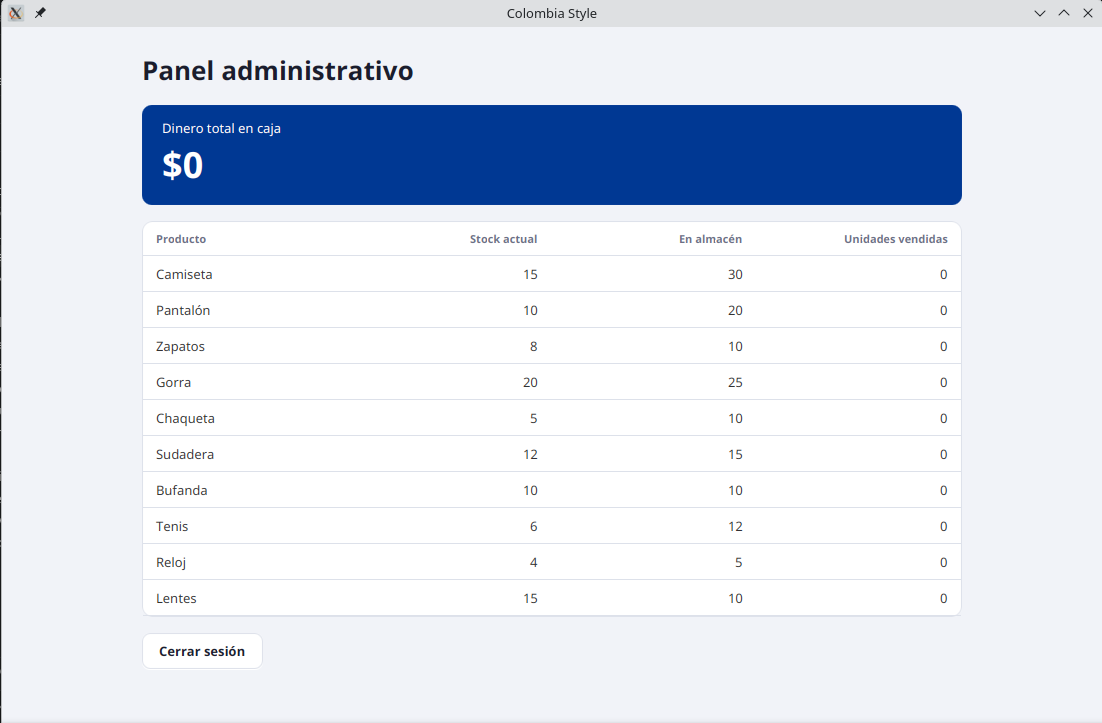 Colombia Style
Panel administrativo
Dinero total en caja
$0
Producto Stock actual En almacén Unidades vendidas
Camiseta 15 30 0
Pantalón 10 20 0
Zapatos 8 10 0
Gorra 20 25 0
Chaqueta 5 10 0
Sudadera 12 15 0
Bufanda 10 10 0
Tenis 6 12 0
Reloj 4 5 0
Lentes 15 10 0
Cerrar sesión